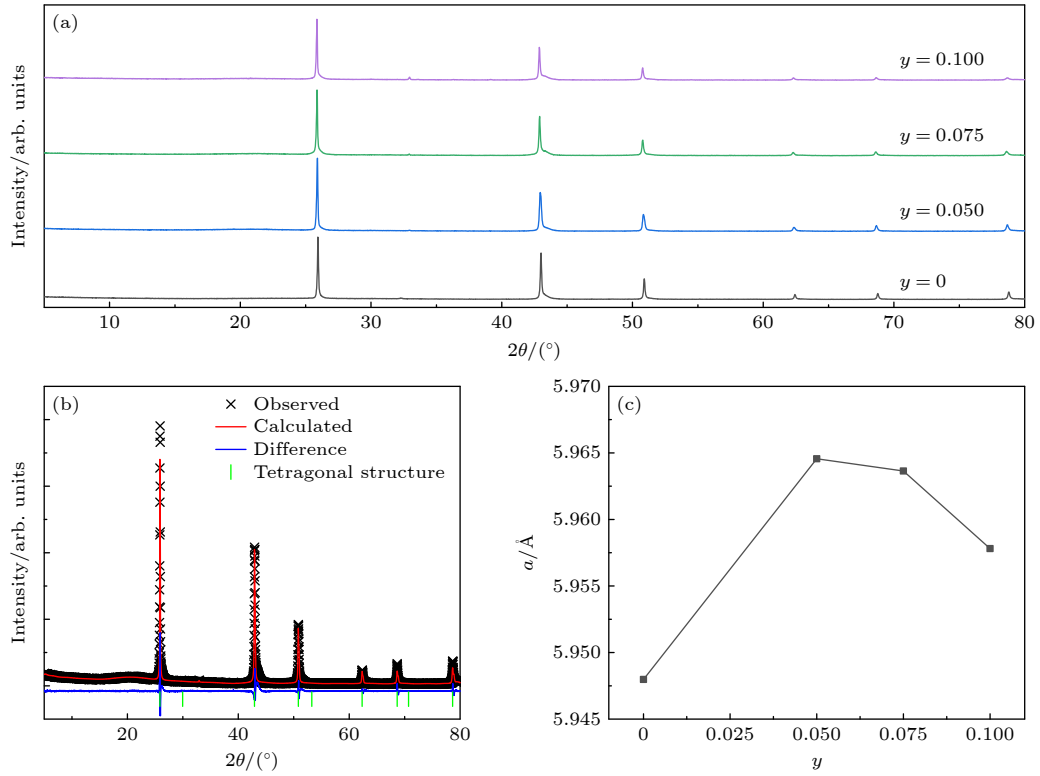 (a)
y = 0.100
y = 0.075
y = 0.050
y = 0
Intensity/arb. units
10 20 30 40 50 60 70 80
2θ/(°)
(b)
Observed
Calculated
Difference
Tetragonal structure
Intensity/arb. units
20 40 60 80
2θ/(°)
(c)
5.970
5.965
5.960
5.955
5.950
5.945
a/Å
0 0.025 0.050 0.075 0.100
y